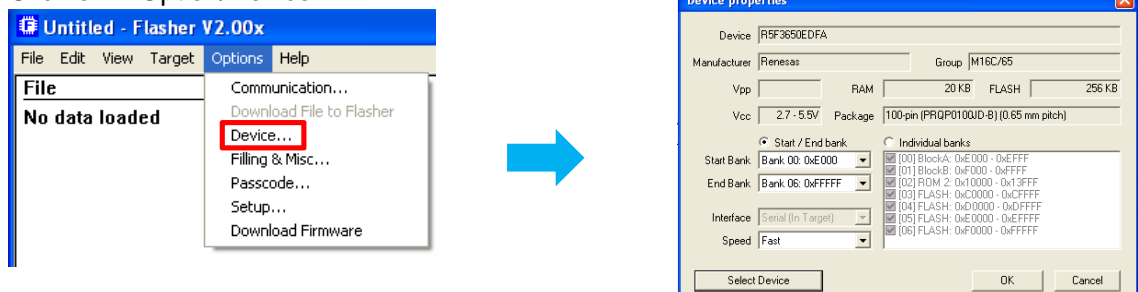 Untitled - Flasher V2.00x
File Edit View Target Options Help
File
No data loaded
Communication...
Download File to Flasher
Device...
Filling & Misc...
Passcode...
Setup...
Download Firmware
Device properties
Device R5F3650EDFA
Manufacturer Renesas Group M16C/65
Vpp RAM 20 KB FLASH 256 KB
Vcc 2.7 - 5.5V Package 100-pin (PRQP0100JD-B) (0.65 mm pitch)
Start / End bank Individual banks
Start Bank Bank 00: 0xE000
End Bank Bank 06: 0xFFFFF
[00] BlockA: 0xE000 - 0xEFFF
[01] BlockB: 0xF000 - 0xFFFF
[02] ROM 2: 0x10000 - 0x13FFF
[03] FLASH: 0xC0000 - 0xCFFFF
[04] FLASH: 0xD0000 - 0xDFFFF
[05] FLASH: 0xE0000 - 0xEFFFF
[06] FLASH: 0xF0000 - 0xFFFFF
Interface Serial (In Target)
Speed Fast
Select Device OK Cancel